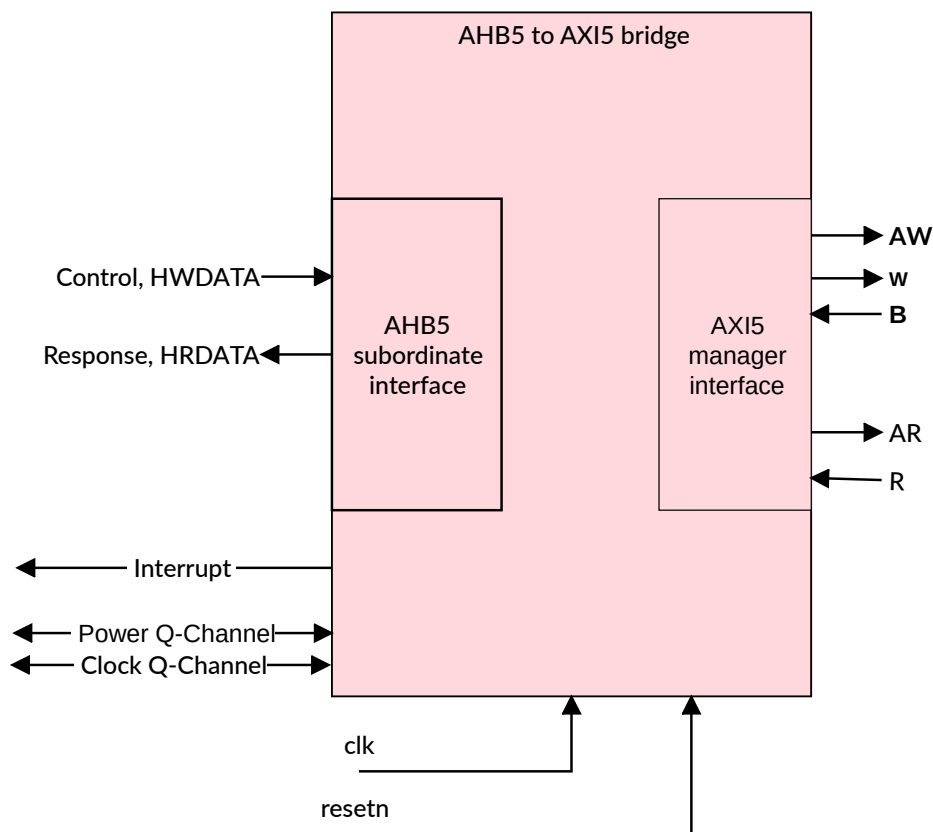 AHB5 to AXI5 bridge
AW
Control, HWDATA
w
B
AHB5
subordinate
interface
AXI5
manager
interface
Response, HRDATA
AR
R
Interrupt
Power Q-Channel
Clock Q-Channel
clk
resetn